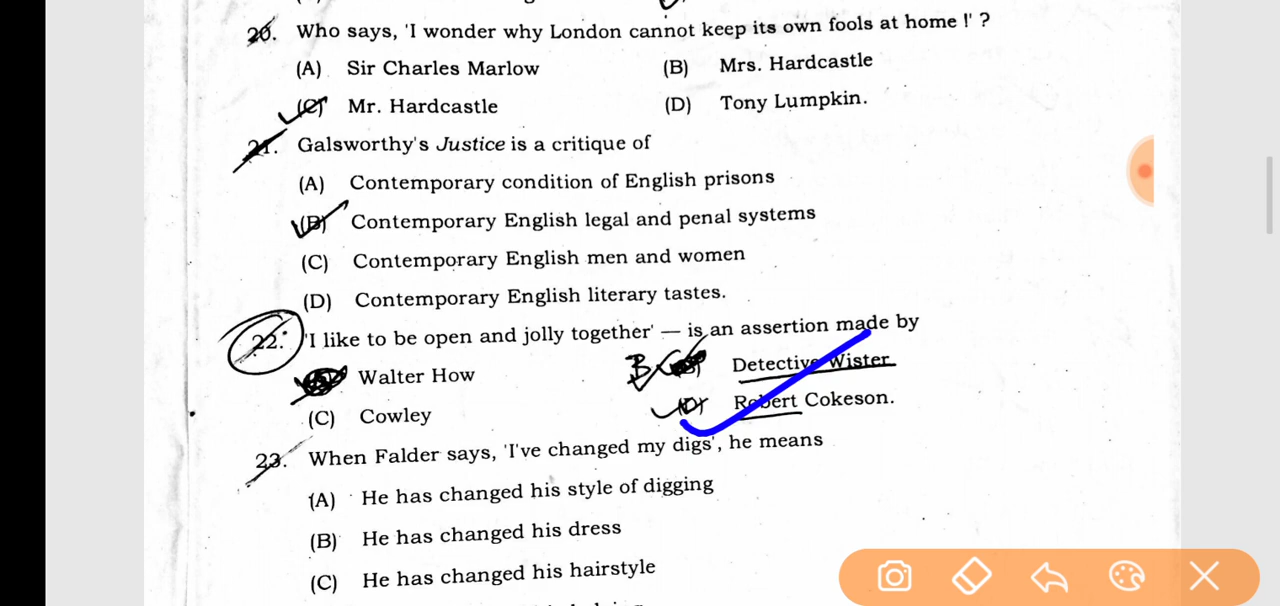 20. Who says, 'I wonder why London cannot keep its own fools at home !' ?
(A) Sir Charles Marlow (B) Mrs. Hardcastle
(C) Mr. Hardcastle (D) Tony Lumpkin.
21. Galsworthy's Justice is a critique of
(A) Contemporary condition of English prisons
(B) Contemporary English legal and penal systems
(C) Contemporary English men and women
(D) Contemporary English literary tastes.
22. 'I like to be open and jolly together' — is an assertion made by
Walter How B (B) Detective Wister
(C) Cowley (D) Robert Cokeson.
23. When Falder says, 'I've changed my digs', he means
(A) He has changed his style of digging
(B) He has changed his dress
(C) He has changed his hairstyle